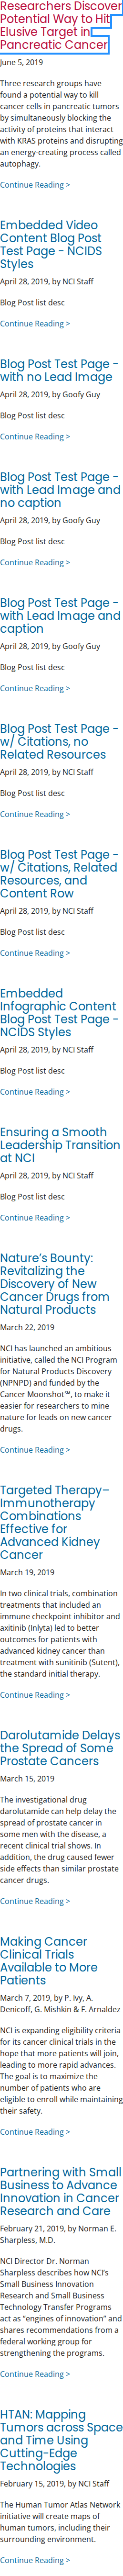 Researchers Discover
Potential Way to Hit
Elusive Target in
Pancreatic Cancer
June 5, 2019
Three research groups have
found a potential way to kill
cancer cells in pancreatic tumors
by simultaneously blocking the
activity of proteins that interact
with KRAS proteins and disrupting
an energy-creating process called
autophagy.
Continue Reading >
Embedded Video
Content Blog Post
Test Page - NCIDS
Styles
April 28, 2019, by NCI Staff
Blog Post list desc
Continue Reading >
Blog Post Test Page -
with no Lead Image
April 28, 2019, by Goofy Guy
Blog Post list desc
Continue Reading >
Blog Post Test Page -
with Lead Image and
no caption
April 28, 2019, by Goofy Guy
Blog Post list desc
Continue Reading >
Blog Post Test Page -
with Lead Image and
caption
April 28, 2019, by Goofy Guy
Blog Post list desc
Continue Reading >
Blog Post Test Page -
w/ Citations, no
Related Resources
April 28, 2019, by NCI Staff
Blog Post list desc
Continue Reading >
Blog Post Test Page -
w/ Citations, Related
Resources, and
Content Row
April 28, 2019, by NCI Staff
Blog Post list desc
Continue Reading >
Embedded
Infographic Content
Blog Post Test Page -
NCIDS Styles
April 28, 2019, by NCI Staff
Blog Post list desc
Continue Reading >
Ensuring a Smooth
Leadership Transition
at NCI
April 28, 2019, by NCI Staff
Blog Post list desc
Continue Reading >
Nature's Bounty:
Revitalizing the
Discovery of New
Cancer Drugs from
Natural Products
March 22, 2019
NCI has launched an ambitious
initiative, called the NCI Program
for Natural Products Discovery
(NPNPD) and funded by the
Cancer Moonshot℠, to make it
easier for researchers to mine
nature for leads on new cancer
drugs.
Continue Reading >
Targeted Therapy–
Immunotherapy
Combinations
Effective for
Advanced Kidney
Cancer
March 19, 2019
In two clinical trials, combination
treatments that included an
immune checkpoint inhibitor and
axitinib (Inlyta) led to better
outcomes for patients with
advanced kidney cancer than
treatment with sunitinib (Sutent),
the standard initial therapy.
Continue Reading >
Darolutamide Delays
the Spread of Some
Prostate Cancers
March 15, 2019
The investigational drug
darolutamide can help delay the
spread of prostate cancer in
some men with the disease, a
recent clinical trial shows. In
addition, the drug caused fewer
side effects than similar prostate
cancer drugs.
Continue Reading >
Making Cancer
Clinical Trials
Available to More
Patients
March 7, 2019, by P. Ivy, A.
Denicoff, G. Mishkin & F. Arnaldez
NCI is expanding eligibility criteria
for its cancer clinical trials in the
hope that more patients will join,
leading to more rapid advances.
The goal is to maximize the
number of patients who are
eligible to enroll while maintaining
their safety.
Continue Reading >
Partnering with Small
Business to Advance
Innovation in Cancer
Research and Care
February 21, 2019, by Norman E.
Sharpless, M.D.
NCI Director Dr. Norman
Sharpless describes how NCI's
Small Business Innovation
Research and Small Business
Technology Transfer Programs
act as "engines of innovation" and
shares recommendations from a
federal working group for
strengthening the programs.
Continue Reading >
HTAN: Mapping
Tumors across Space
and Time Using
Cutting-Edge
Technologies
February 15, 2019, by NCI Staff
The Human Tumor Atlas Network
initiative will create maps of
human tumors, including their
surrounding environment.
Continue Reading >